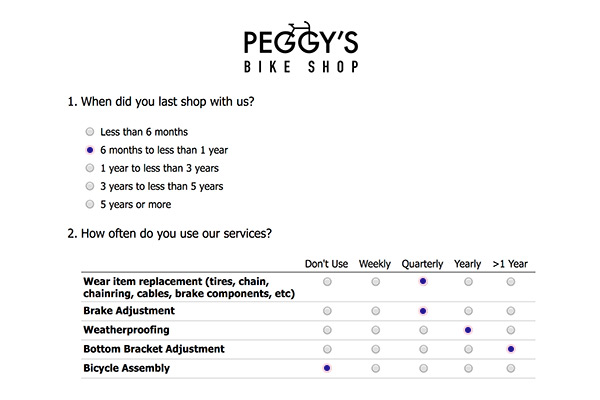 PEGGY'S
BIKE SHOP
1. When did you last shop with us?
Less than 6 months
6 months to less than 1 year
1 year to less than 3 years
3 years to less than 5 years
5 years or more
2. How often do you use our services?
Don't Use Weekly Quarterly Yearly >1 Year
Wear item replacement (tires, chain,
chainring, cables, brake components, etc)
Brake Adjustment
Weatherproofing
Bottom Bracket Adjustment
Bicycle Assembly